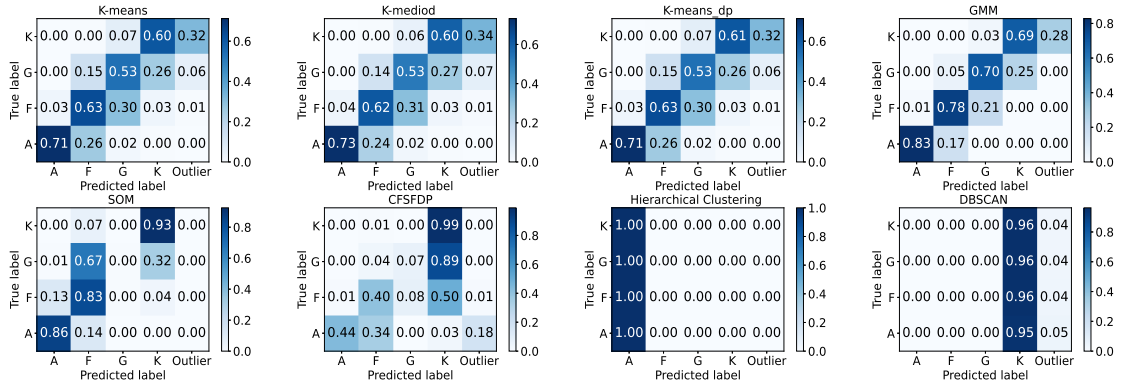 K-means
K 0.00 0.00 0.07 0.60 0.32
G 0.00 0.15 0.53 0.26 0.06
F 0.03 0.63 0.30 0.03 0.01
A 0.71 0.26 0.02 0.00 0.00
A F G K Outlier
Predicted label
True label
0.6
0.4
0.2
0.0
K-mediod
K 0.00 0.00 0.06 0.60 0.34
G 0.00 0.14 0.53 0.27 0.07
F 0.04 0.62 0.31 0.03 0.01
A 0.73 0.24 0.02 0.00 0.00
A F G K Outlier
Predicted label
True label
0.6
0.4
0.2
0.0
K-means_dp
K 0.00 0.00 0.07 0.61 0.32
G 0.00 0.15 0.53 0.26 0.06
F 0.03 0.63 0.30 0.03 0.01
A 0.71 0.26 0.02 0.00 0.00
A F G K Outlier
Predicted label
True label
0.6
0.4
0.2
0.0
GMM
K 0.00 0.00 0.03 0.69 0.28
G 0.00 0.05 0.70 0.25 0.00
F 0.01 0.78 0.21 0.00 0.00
A 0.83 0.17 0.00 0.00 0.00
A F G K Outlier
Predicted label
True label
0.8
0.6
0.4
0.2
0.0
SOM
K 0.00 0.07 0.00 0.93 0.00
G 0.01 0.67 0.00 0.32 0.00
F 0.13 0.83 0.00 0.04 0.00
A 0.86 0.14 0.00 0.00 0.00
A F G K Outlier
Predicted label
True label
0.8
0.6
0.4
0.2
0.0
CFSFDP
K 0.00 0.01 0.00 0.99 0.00
G 0.00 0.04 0.07 0.89 0.00
F 0.01 0.40 0.08 0.50 0.01
A 0.44 0.34 0.00 0.03 0.18
A F G K Outlier
Predicted label
True label
0.8
0.6
0.4
0.2
0.0
Hierarchical Clustering
K 1.00 0.00 0.00 0.00 0.00
G 1.00 0.00 0.00 0.00 0.00
F 1.00 0.00 0.00 0.00 0.00
A 1.00 0.00 0.00 0.00 0.00
A F G K Outlier
Predicted label
True label
1.0
0.8
0.6
0.4
0.2
0.0
DBSCAN
K 0.00 0.00 0.00 0.96 0.04
G 0.00 0.00 0.00 0.96 0.04
F 0.00 0.00 0.00 0.96 0.04
A 0.00 0.00 0.00 0.95 0.05
A F G K Outlier
Predicted label
True label
0.8
0.6
0.4
0.2
0.0